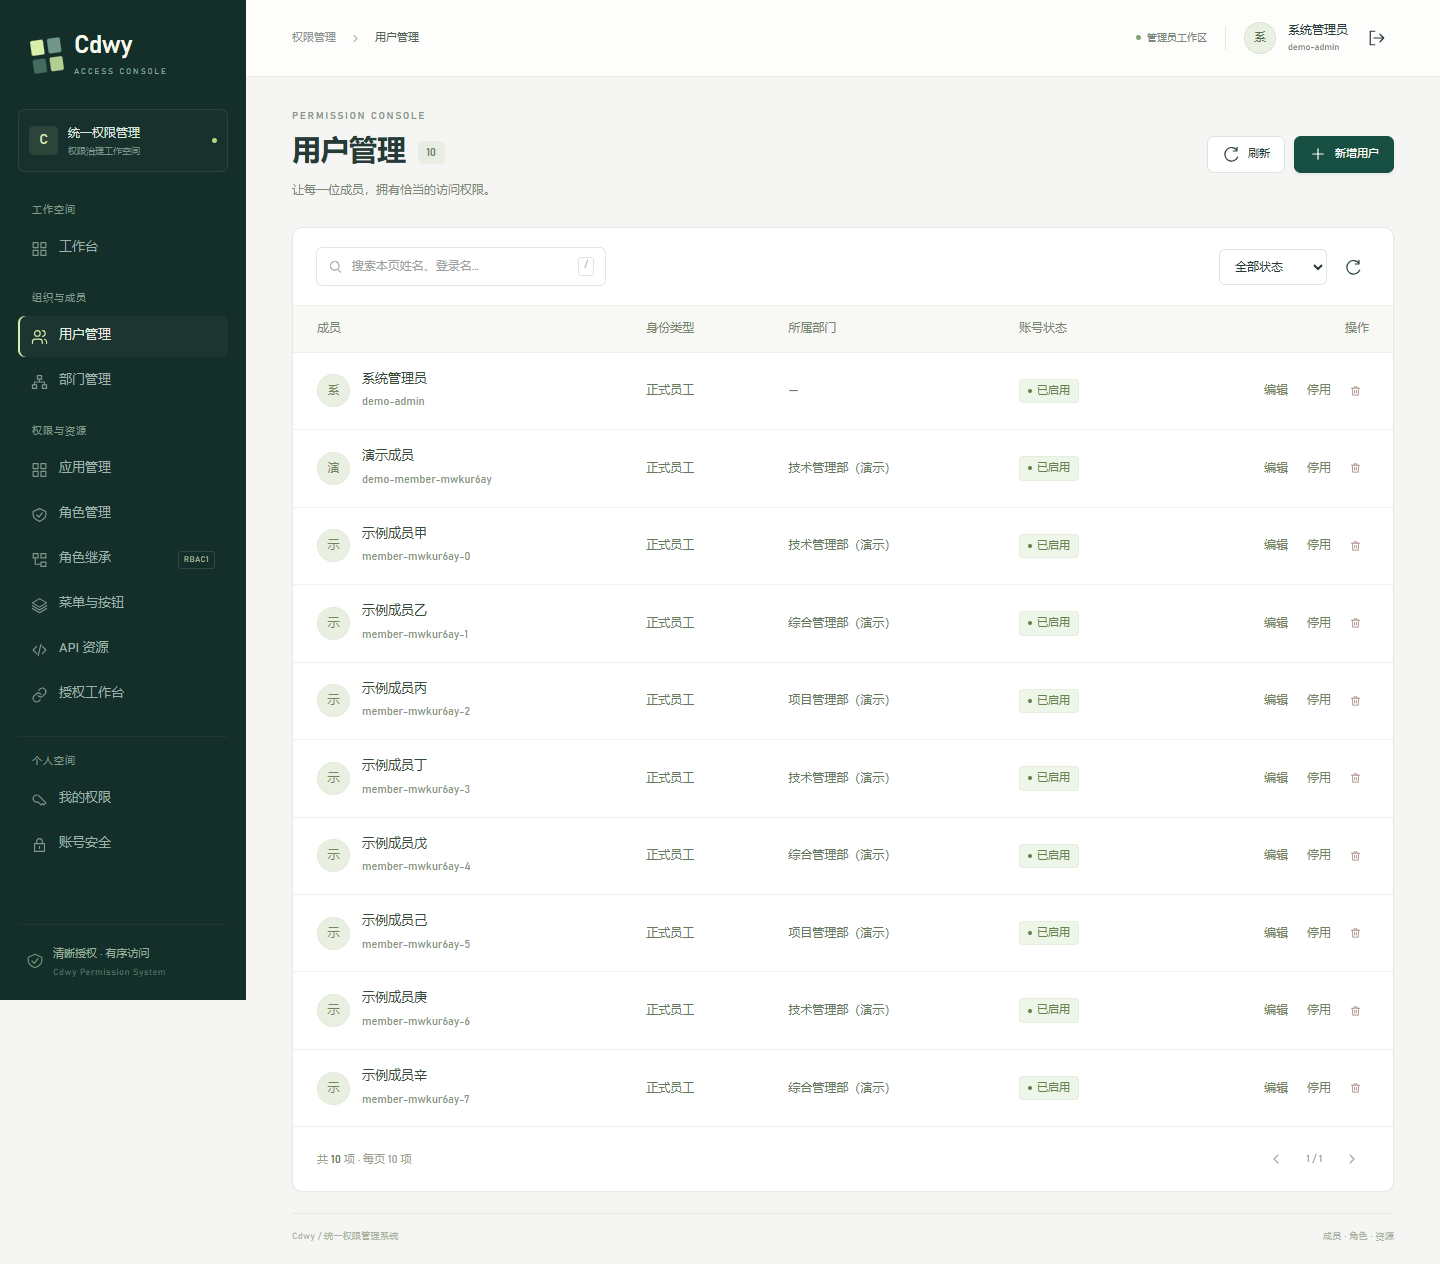 Cdwy
ACCESS CONSOLE
C
统一权限管理
权限治理工作空间
工作空间
工作台
组织与成员
用户管理
部门管理
权限与资源
应用管理
角色管理
角色继承 RBAC1
菜单与按钮
API 资源
授权工作台
个人空间
我的权限
账号安全
清晰授权 · 有序访问
Cdwy Permission System
权限管理 > 用户管理
管理员工作区
系
系统管理员
demo-admin
PERMISSION CONSOLE
用户管理 10
让每一位成员，拥有恰当的访问权限。
刷新
新增用户
搜索本页姓名、登录名... /
全部状态
成员 身份类型 所属部门 账号状态 操作
系 系统管理员 demo-admin 正式员工 — 已启用 编辑 停用
演 演示成员 demo-member-mwkur6ay 正式员工 技术管理部（演示） 已启用 编辑 停用
示 示例成员甲 member-mwkur6ay-0 正式员工 技术管理部（演示） 已启用 编辑 停用
示 示例成员乙 member-mwkur6ay-1 正式员工 综合管理部（演示） 已启用 编辑 停用
示 示例成员丙 member-mwkur6ay-2 正式员工 项目管理部（演示） 已启用 编辑 停用
示 示例成员丁 member-mwkur6ay-3 正式员工 技术管理部（演示） 已启用 编辑 停用
示 示例成员戊 member-mwkur6ay-4 正式员工 综合管理部（演示） 已启用 编辑 停用
示 示例成员己 member-mwkur6ay-5 正式员工 项目管理部（演示） 已启用 编辑 停用
示 示例成员庚 member-mwkur6ay-6 正式员工 技术管理部（演示） 已启用 编辑 停用
示 示例成员辛 member-mwkur6ay-7 正式员工 综合管理部（演示） 已启用 编辑 停用
共 10 项 · 每页 10 项
1 / 1
Cdwy / 统一权限管理系统
成员 · 角色 · 资源